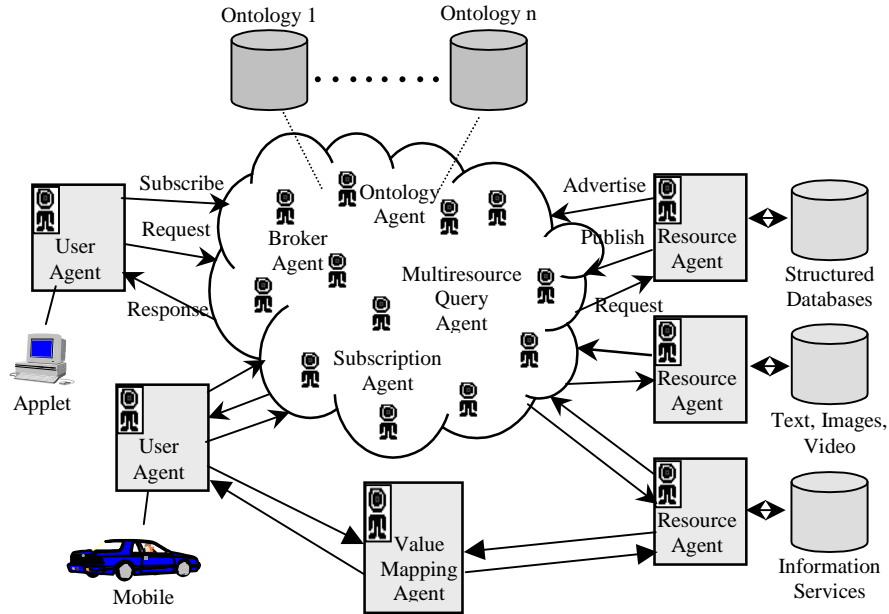 Ontology 1
Ontology n
Subscribe
Request
Response
User
Agent
Applet
Ontology
Agent
Broker
Agent
Multiresource
Query
Agent
Subscription
Agent
Advertise
Publish
Request
Resource
Agent
Structured
Databases
Resource
Agent
Text, Images,
Video
User
Agent
Mobile
Value
Mapping
Agent
Resource
Agent
Information
Services